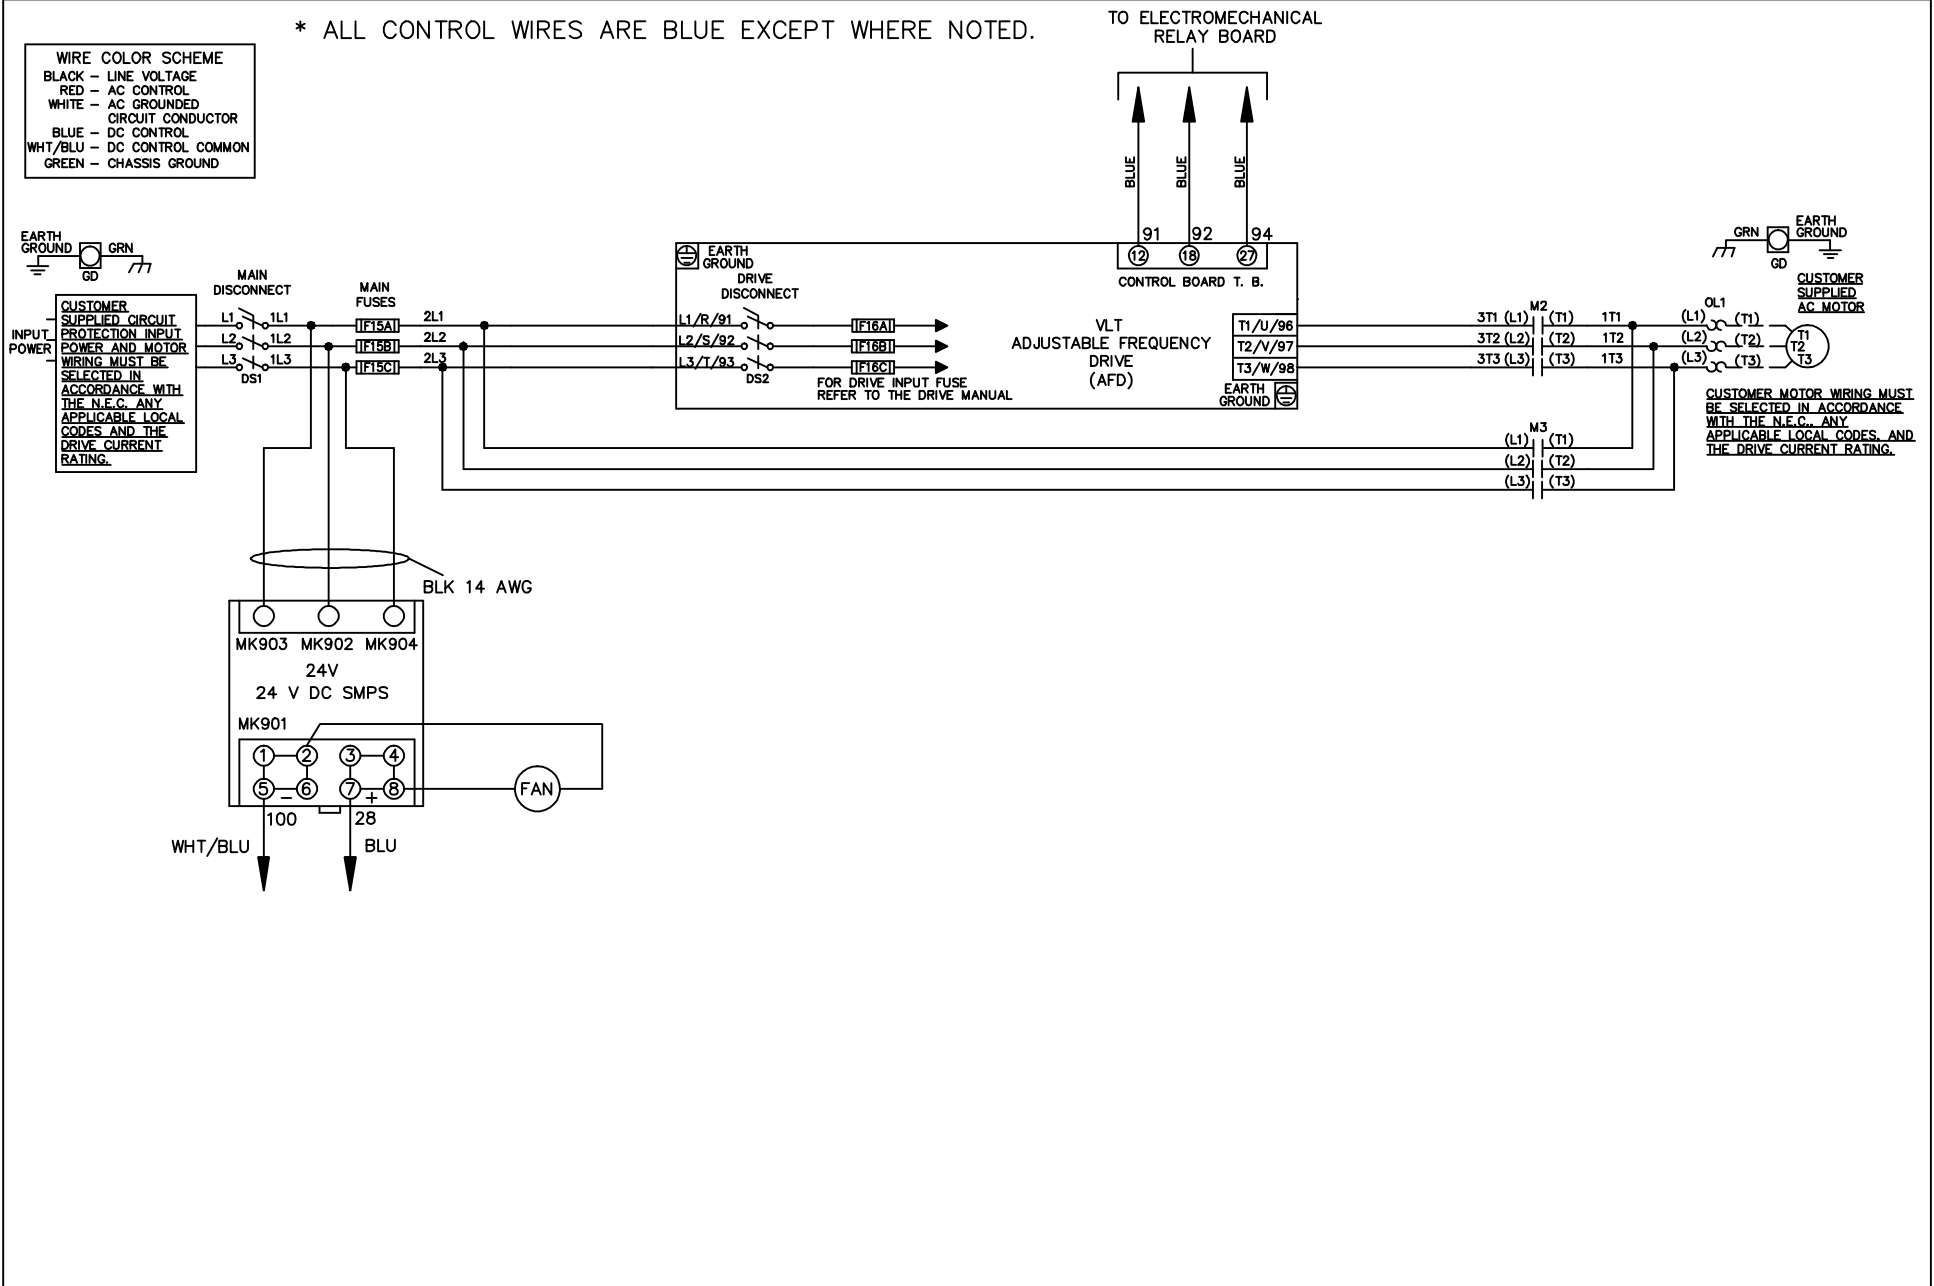 * ALL CONTROL WIRES ARE BLUE EXCEPT WHERE NOTED.
TO ELECTROMECHANICAL
RELAY BOARD
WIRE COLOR SCHEME
BLACK – LINE VOLTAGE
RED – AC CONTROL
WHITE – AC GROUNDED
CIRCUIT CONDUCTOR
BLUE – DC CONTROL
WHT/BLU – DC CONTROL COMMON
GREEN – CHASSIS GROUND
BLUE
BLUE
BLUE
91 92 94
12 18 27
CONTROL BOARD T. B.
EARTH
GROUND
GRN
GD
INPUT
POWER
CUSTOMER
SUPPLIED CIRCUIT
PROTECTION INPUT
POWER AND MOTOR
WIRING MUST BE
SELECTED IN
ACCORDANCE WITH
THE N.E.C. ANY
APPLICABLE LOCAL
CODES AND THE
DRIVE CURRENT
RATING.
MAIN
DISCONNECT
L1 1L1
L2 1L2
L3 1L3
DS1
MAIN
FUSES
F15A
F15B
F15C
2L1
2L2
2L3
EARTH
GROUND
DRIVE
DISCONNECT
L1/R/91
L2/S/92
L3/T/93
DS2
F16A
F16B
F16C
FOR DRIVE INPUT FUSE
REFER TO THE DRIVE MANUAL
VLT
ADJUSTABLE FREQUENCY
DRIVE
(AFD)
T1/U/96
T2/V/97
T3/W/98
EARTH
GROUND
M2
3T1 (L1) (T1) 1T1
3T2 (L2) (T2) 1T2
3T3 (L3) (T3) 1T3
M3
(L1) (T1)
(L2) (T2)
(L3) (T3)
OL1
(L1) (T1)
(L2) (T2)
(L3) (T3)
T1
T2
T3
GRN
EARTH
GROUND
GD
CUSTOMER
SUPPLIED
AC MOTOR
CUSTOMER MOTOR WIRING MUST
BE SELECTED IN ACCORDANCE
WITH THE N.E.C., ANY
APPLICABLE LOCAL CODES, AND
THE DRIVE CURRENT RATING.
BLK 14 AWG
MK903 MK902 MK904
24V
24 V DC SMPS
MK901
1 2 3 4
5 – 6 7 + 8
FAN
100 28
WHT/BLU BLU